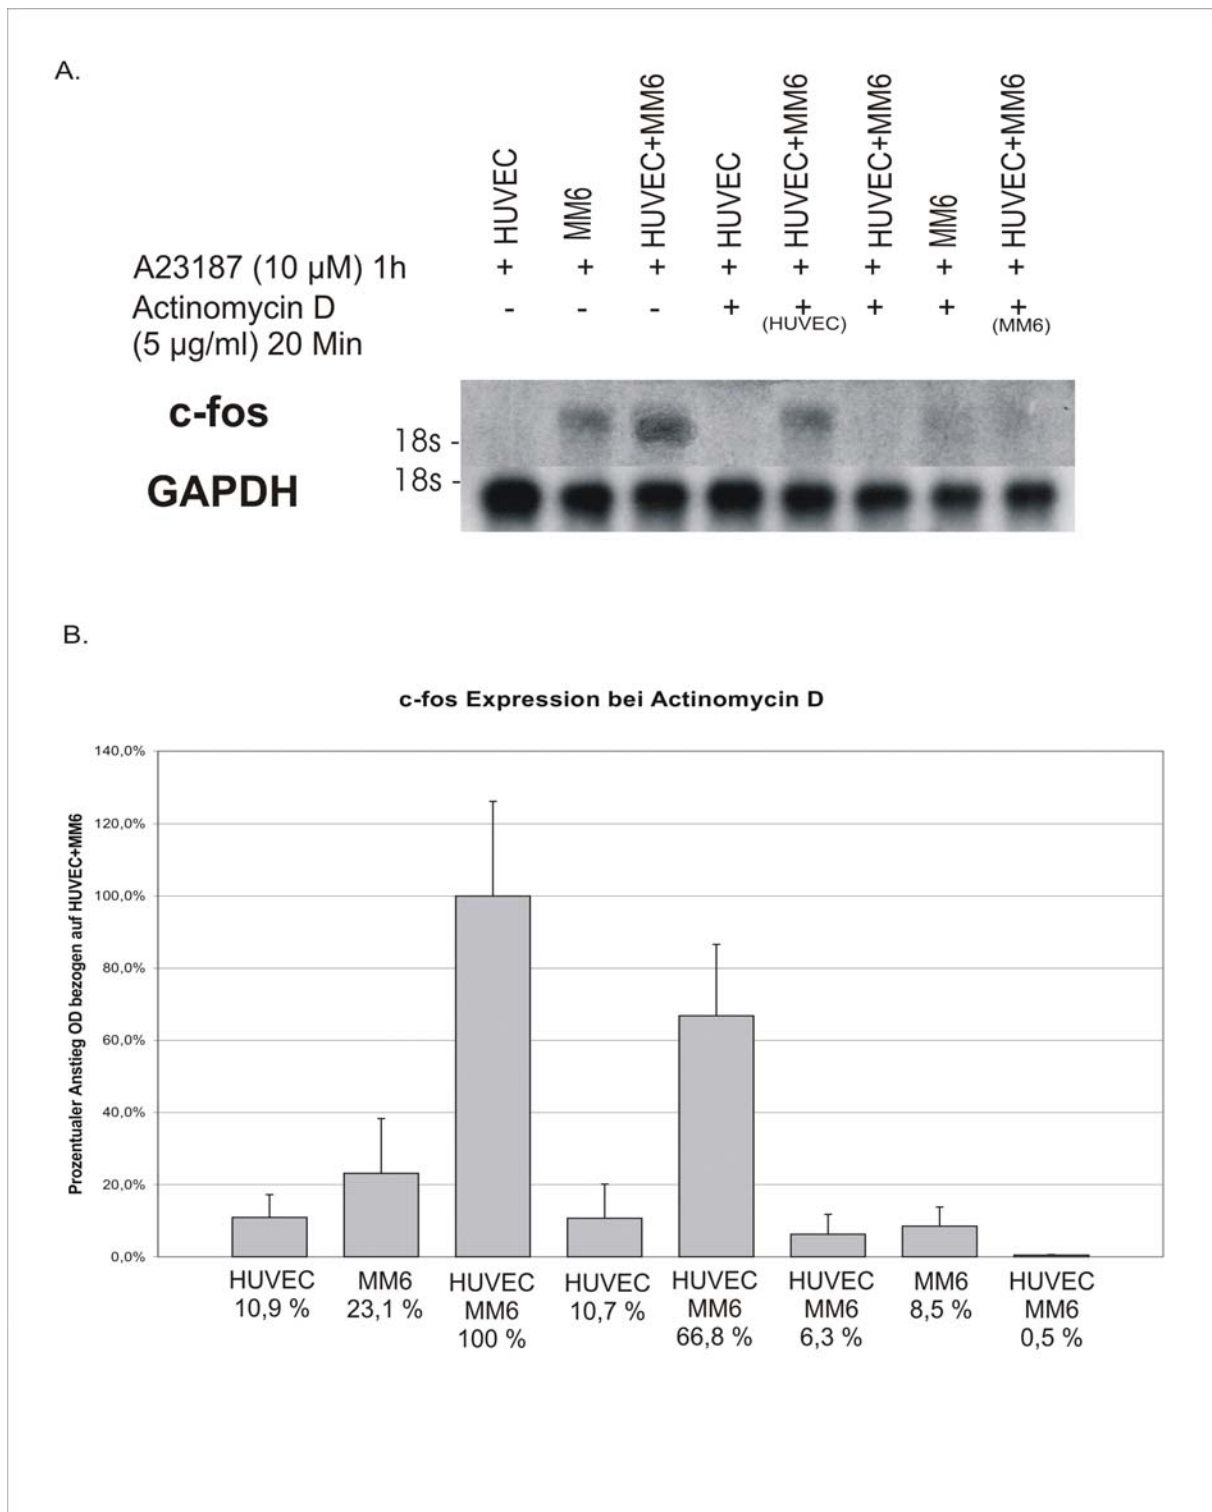 A.
HUVEC
MM6
HUVEC+MM6
HUVEC
HUVEC+MM6
HUVEC+MM6
MM6
HUVEC+MM6
A23187 (10 µM) 1h + + + + + + + +
Actinomycin D - - - + + + + +
(HUVEC) (MM6)
(5 µg/ml) 20 Min
c-fos
18s -
18s -
GAPDH
B.
c-fos Expression bei Actinomycin D
Prozentualer Anstieg OD bezogen auf HUVEC+MM6
140,0%
120,0%
100,0%
80,0%
60,0%
40,0%
20,0%
0,0%
HUVEC
10,9 %
MM6
23,1 %
HUVEC
MM6
100 %
HUVEC
10,7 %
HUVEC
MM6
66,8 %
HUVEC
MM6
6,3 %
MM6
8,5 %
HUVEC
MM6
0,5 %